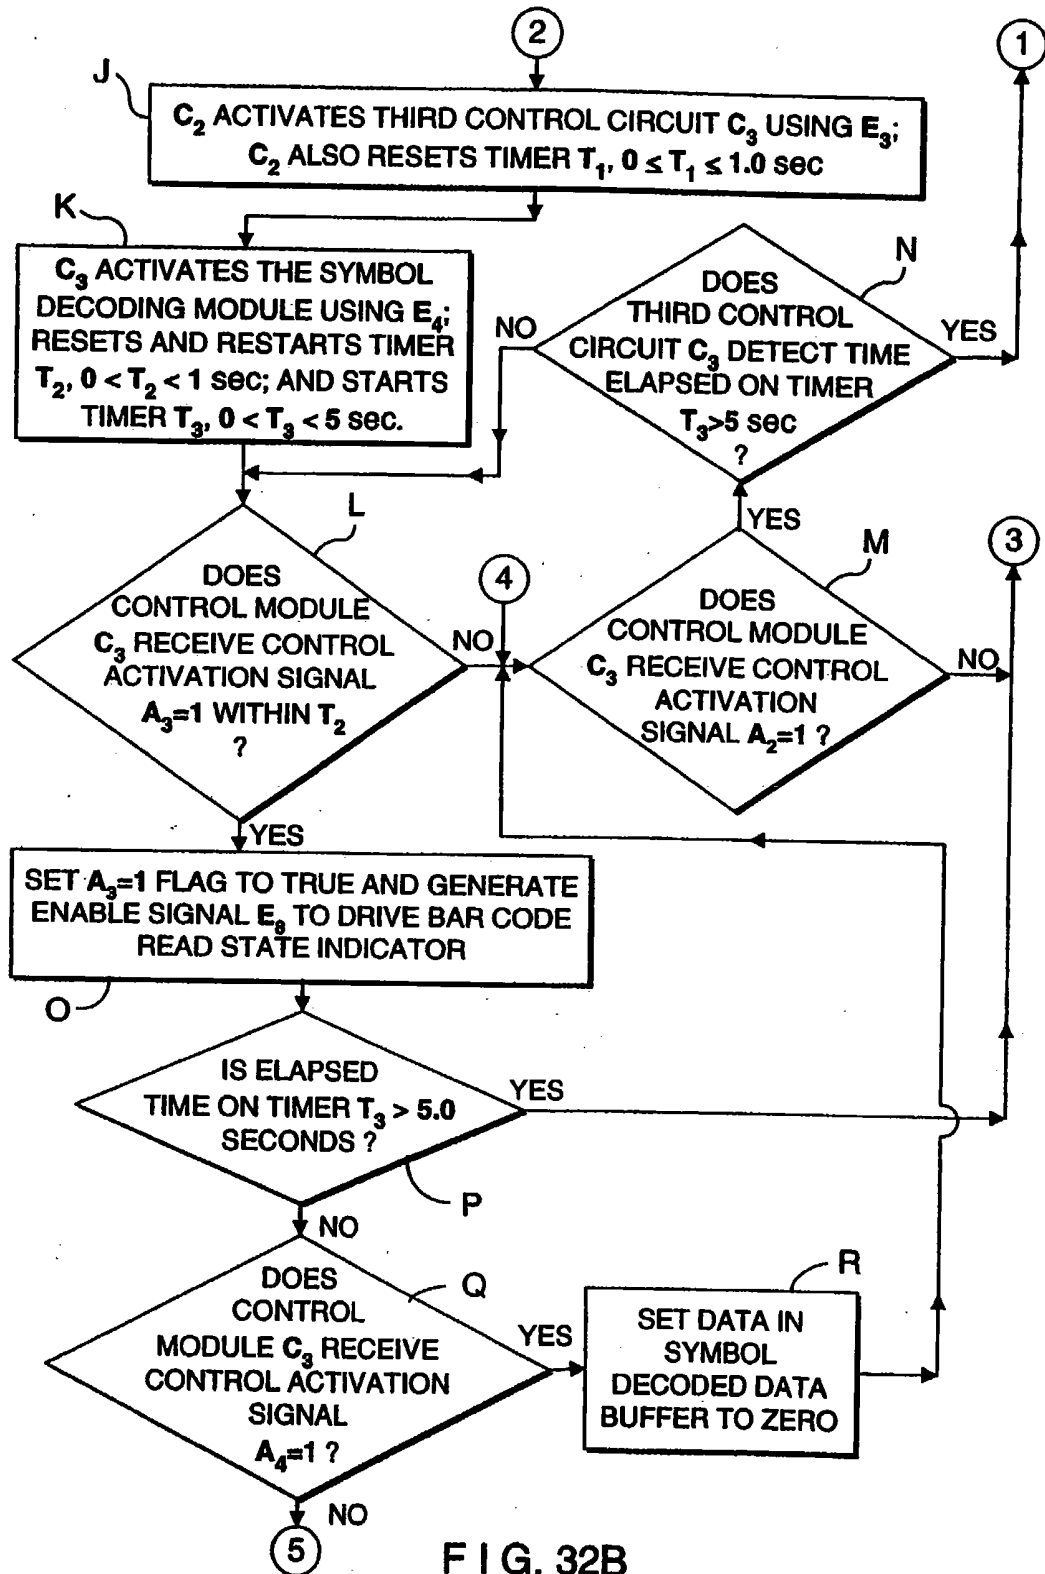 2
1
J
C₂ ACTIVATES THIRD CONTROL CIRCUIT C₃ USING E₃;
C₂ ALSO RESETS TIMER T₁, 0 ≤ T₁ ≤ 1.0 sec
K
C₃ ACTIVATES THE SYMBOL
DECODING MODULE USING E₄;
RESETS AND RESTARTS TIMER
T₂, 0 < T₂ < 1 sec; AND STARTS
TIMER T₃, 0 < T₃ < 5 sec.
N
DOES
THIRD CONTROL
CIRCUIT C₃ DETECT TIME
ELAPSED ON TIMER
T₃>5 sec
?
NO
YES
L
DOES
CONTROL MODULE
C₃ RECEIVE CONTROL
ACTIVATION SIGNAL
A₃=1 WITHIN T₂
?
NO
YES
4
YES
M
DOES
CONTROL MODULE
C₃ RECEIVE CONTROL
ACTIVATION
SIGNAL A₂=1 ?
NO
3
SET A₃=1 FLAG TO TRUE AND GENERATE
ENABLE SIGNAL E₈ TO DRIVE BAR CODE
READ STATE INDICATOR
O
IS ELAPSED
TIME ON TIMER T₃ > 5.0
SECONDS ?
YES
P
NO
Q
DOES
CONTROL
MODULE C₃ RECEIVE
CONTROL ACTIVATION
SIGNAL
A₄=1 ?
YES
R
SET DATA IN
SYMBOL
DECODED DATA
BUFFER TO ZERO
NO
5
FIG. 32B